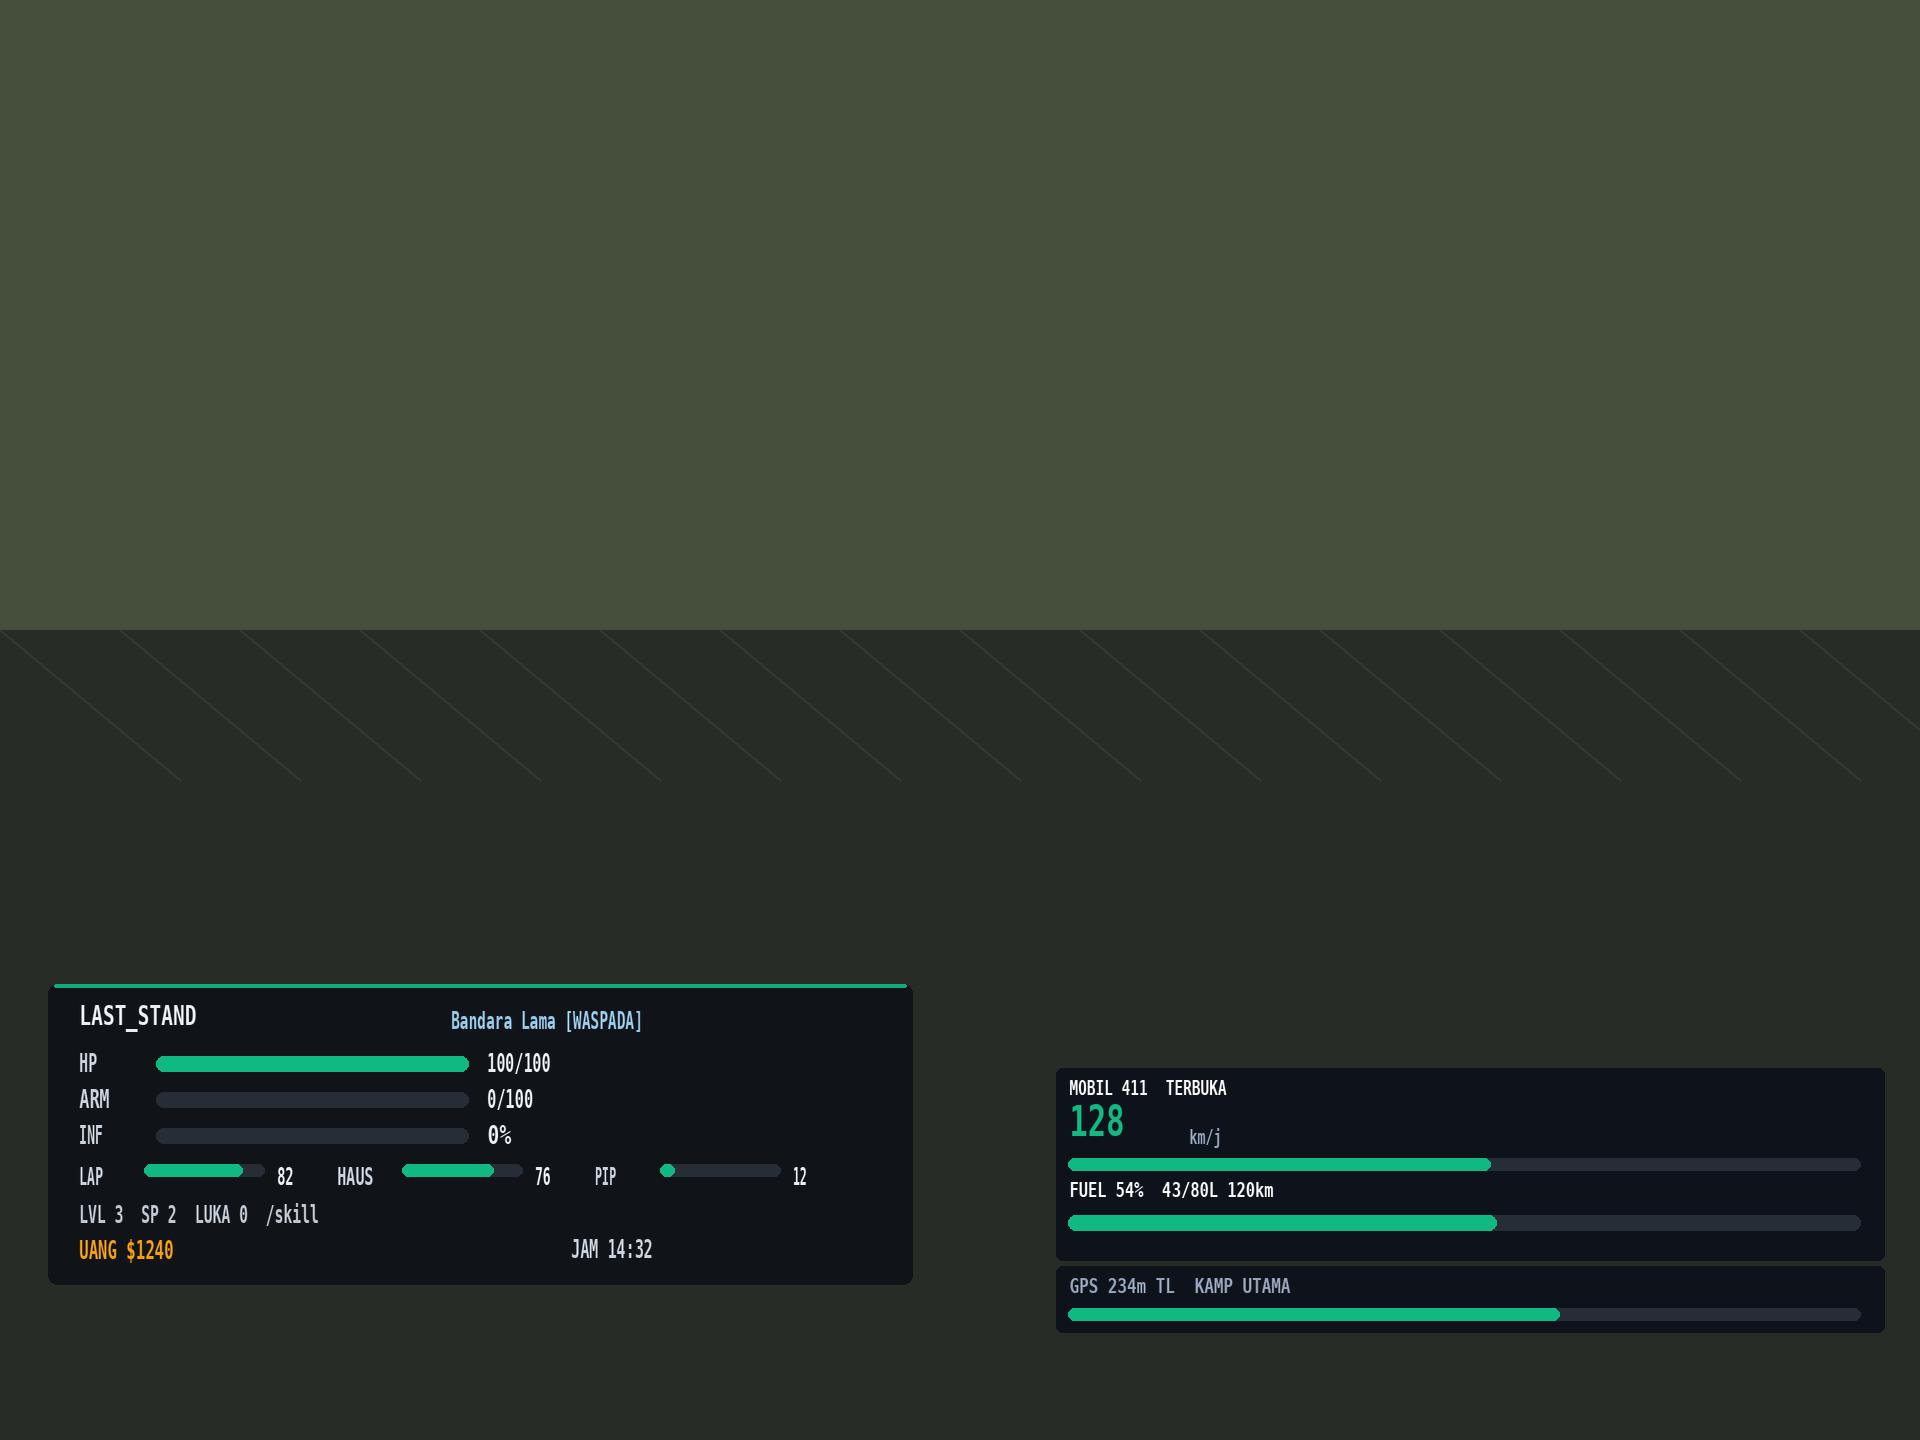 LAST_STAND
Bandara Lama [WASPADA]
HP 100/100
ARM 0/100
INF 0%
LAP 82 HAUS 76 PIP 12
LVL 3 SP 2 LUKA 0 /skill
UANG $1240 JAM 14:32
MOBIL 411 TERBUKA
128 km/j
FUEL 54% 43/80L 120km
GPS 234m TL KAMP UTAMA